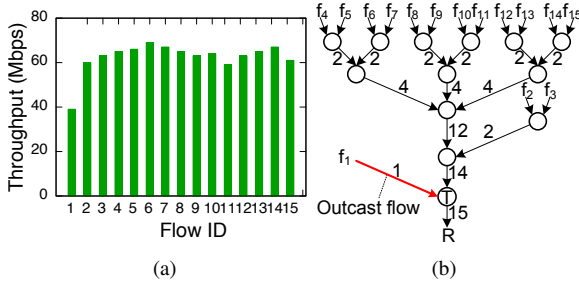 80
60
40
20
0
Throughput (Mbps)
1 2 3 4 5 6 7 8 9 10 11 12 13 14 15
Flow ID
(a)
f4 f5 f6 f7 f8 f9 f10 f11 f12 f13 f14 f15
2 2 2 2 2 2
4 4 4
f2 f3
12 2
f1 1 14
T
Outcast flow 15
R
(b)